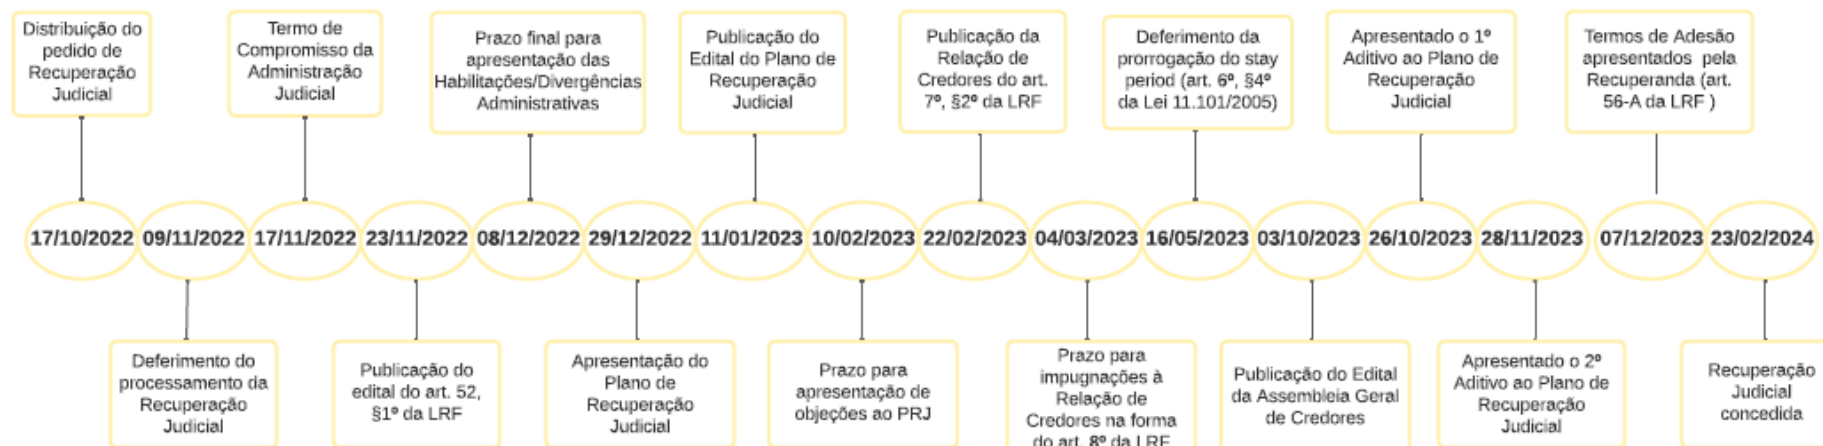 Distribuição do
pedido de
Recuperação
Judicial
Termo de
Compromisso da
Administração
Judicial
Prazo final para
apresentação das
Habilitações/Divergências
Administrativas
Publicação do
Edital do Plano de
Recuperação
Judicial
Publicação da
Relação de
Credores do art.
7º, §2º da LRF
Deferimento da
prorrogação do stay
period (art. 6º, §4º
da Lei 11.101/2005)
Apresentado o 1º
Aditivo ao Plano de
Recuperação
Judicial
Termos de Adesão
apresentados pela
Recuperanda (art.
56-A da LRF )
17/10/2022 09/11/2022 17/11/2022 23/11/2022 08/12/2022 29/12/2022 11/01/2023 10/02/2023 22/02/2023 04/03/2023 16/05/2023 03/10/2023 26/10/2023 28/11/2023 07/12/2023 23/02/2024
Deferimento do
processamento da
Recuperação
Judicial
Publicação do
edital do art. 52,
§1º da LRF
Apresentação do
Plano de
Recuperação
Judicial
Prazo para
apresentação de
objeções ao PRJ
Prazo para
impugnações à
Relação de
Credores na forma
do art. 8º da LRF
Publicação do Edital
da Assembleia Geral
de Credores
Apresentado o 2º
Aditivo ao Plano de
Recuperação
Judicial
Recuperação
Judicial
concedida